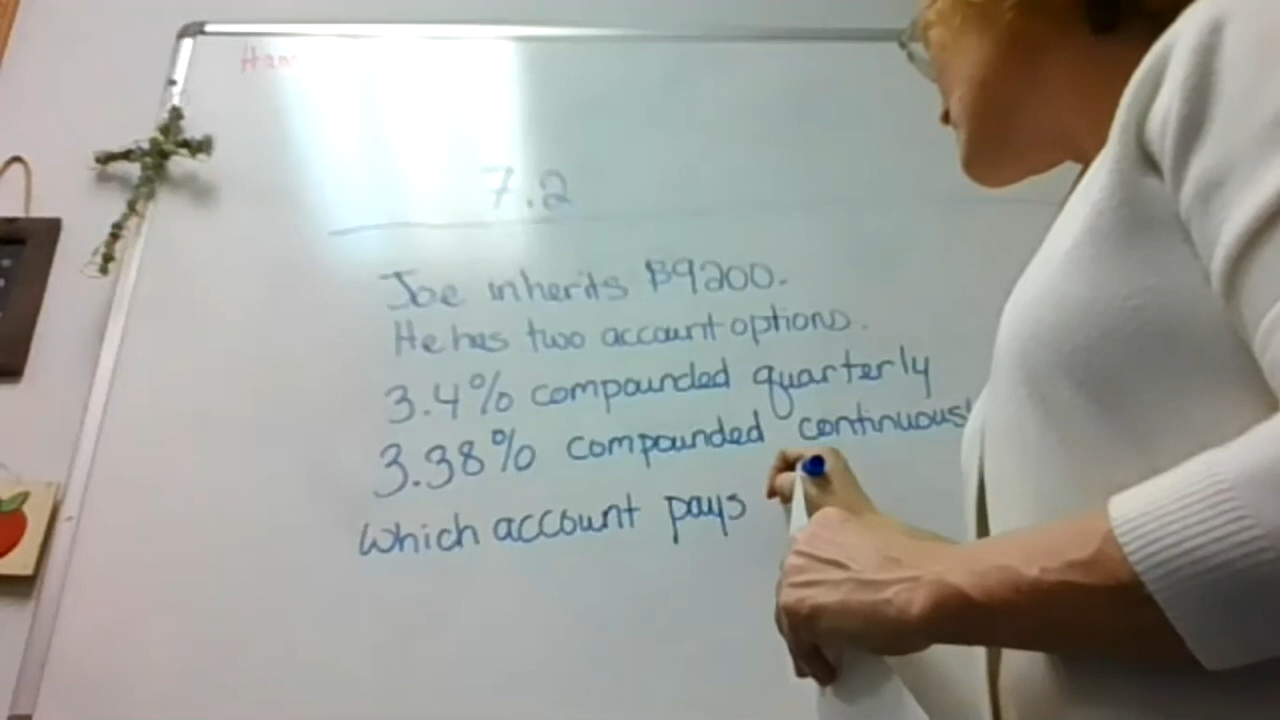 7.2
Joe inherits $9200.
He has two account options.
3.4% compounded quarterly
3.38% compounded continuousl
Which account pays